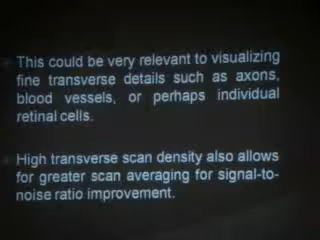 This could be very relevant to visualizing
fine transverse details such as axons,
blood vessels, or perhaps individual
retinal cells.
High transverse scan density also allows
for greater scan averaging for signal-to-
noise ratio improvement.